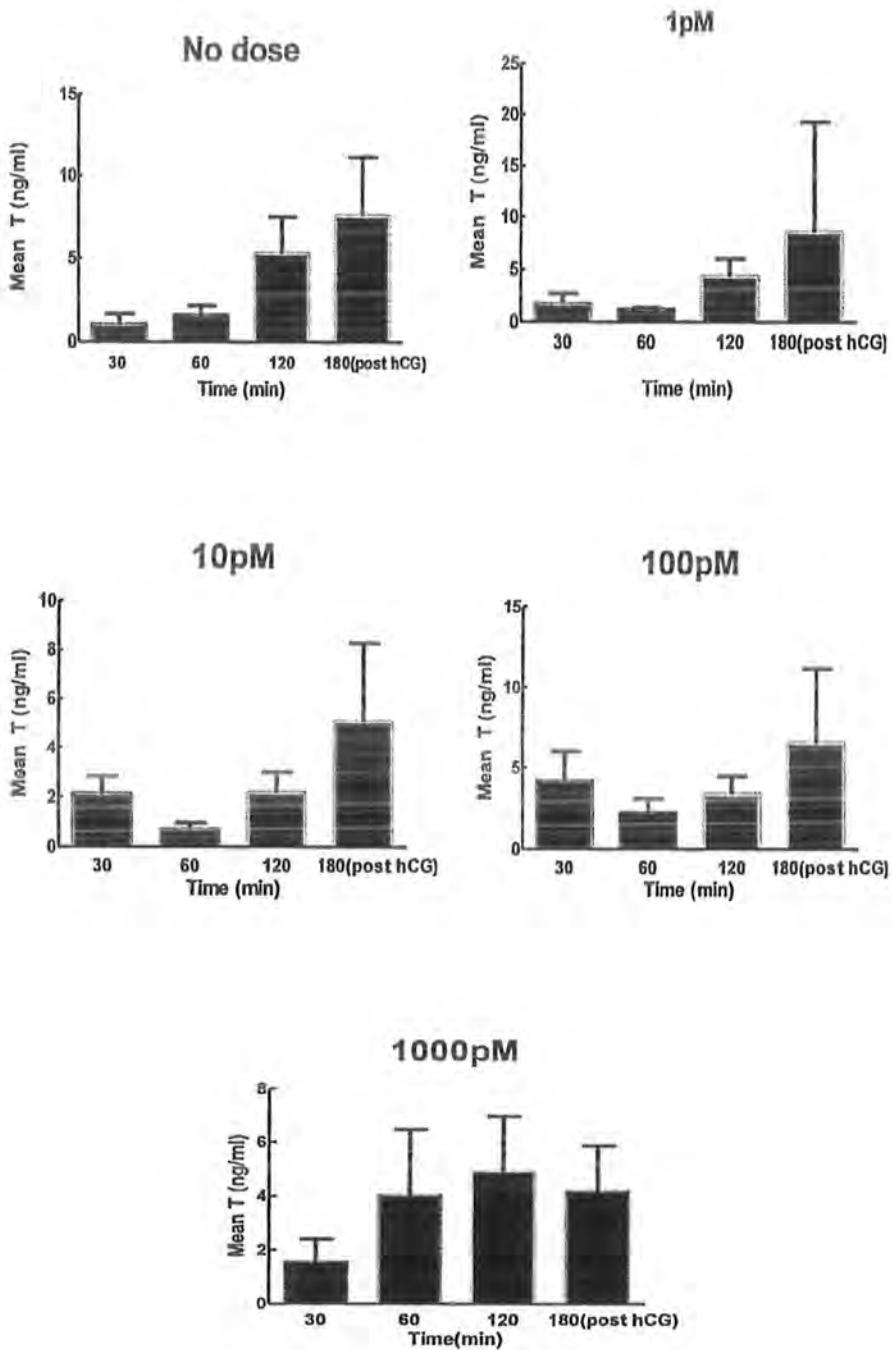 No dose
15
10
5
0
Mean T (ng/ml)
30 60 120 180(post hCG)
Time (min)
1pM
25
20
15
10
5
0
Mean T (ng/ml)
30 60 120 180(post hCG)
Time (min)
10pM
10
8
6
4
2
0
Mean T (ng/ml)
30 60 120 180(post hCG)
Time (min)
100pM
15
10
5
0
Mean T (ng/ml)
30 60 120 180(post hCG)
Time (min)
1000pM
8
6
4
2
0
Mean T (ng/ml)
30 60 120 180(post hCG)
Time(min)